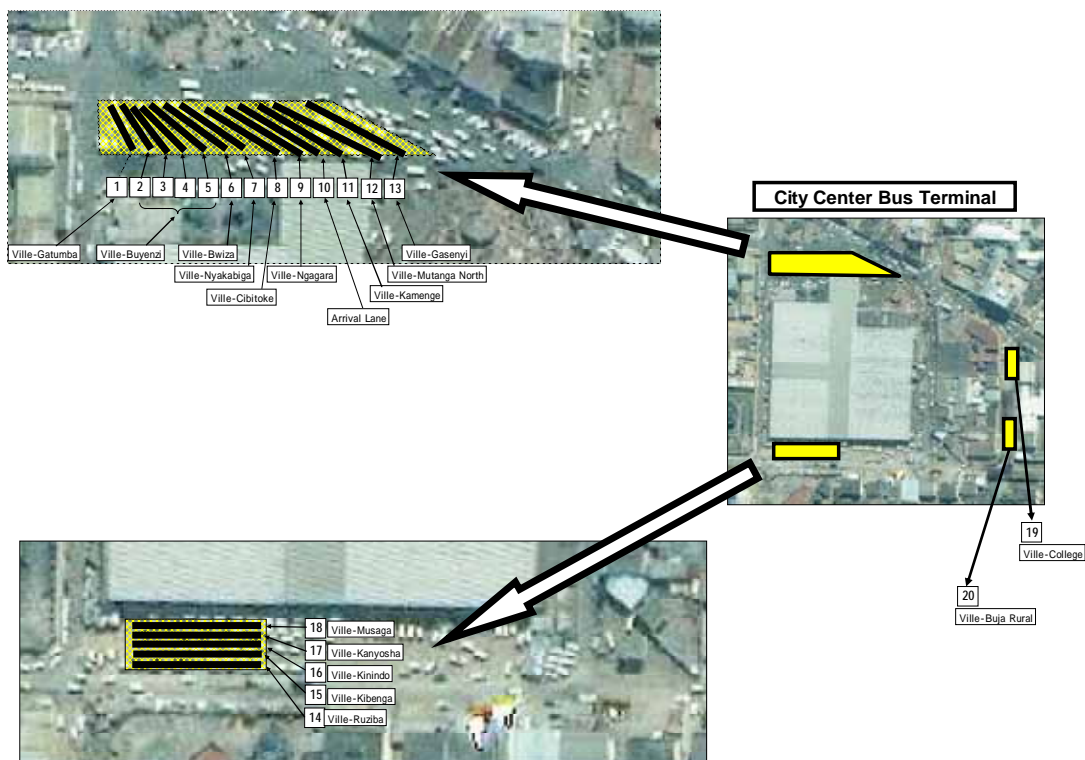 City Center Bus Terminal
1 2 3 4 5 6 7 8 9 10 11 12 13
Ville-Gatumba
Ville-Buyenzi
Ville-Bwiza
Ville-Gasenyi
Ville-Nyakabiga
Ville-Ngagara
Ville-Mutanga North
Ville-Cibitoke
Ville-Kamenge
Arrival Lane
19
Ville-College
20
Ville-Buja Rural
18 Ville-Musaga
17 Ville-Kanyosha
16 Ville-Kinindo
15 Ville-Kibenga
14 Ville-Ruziba